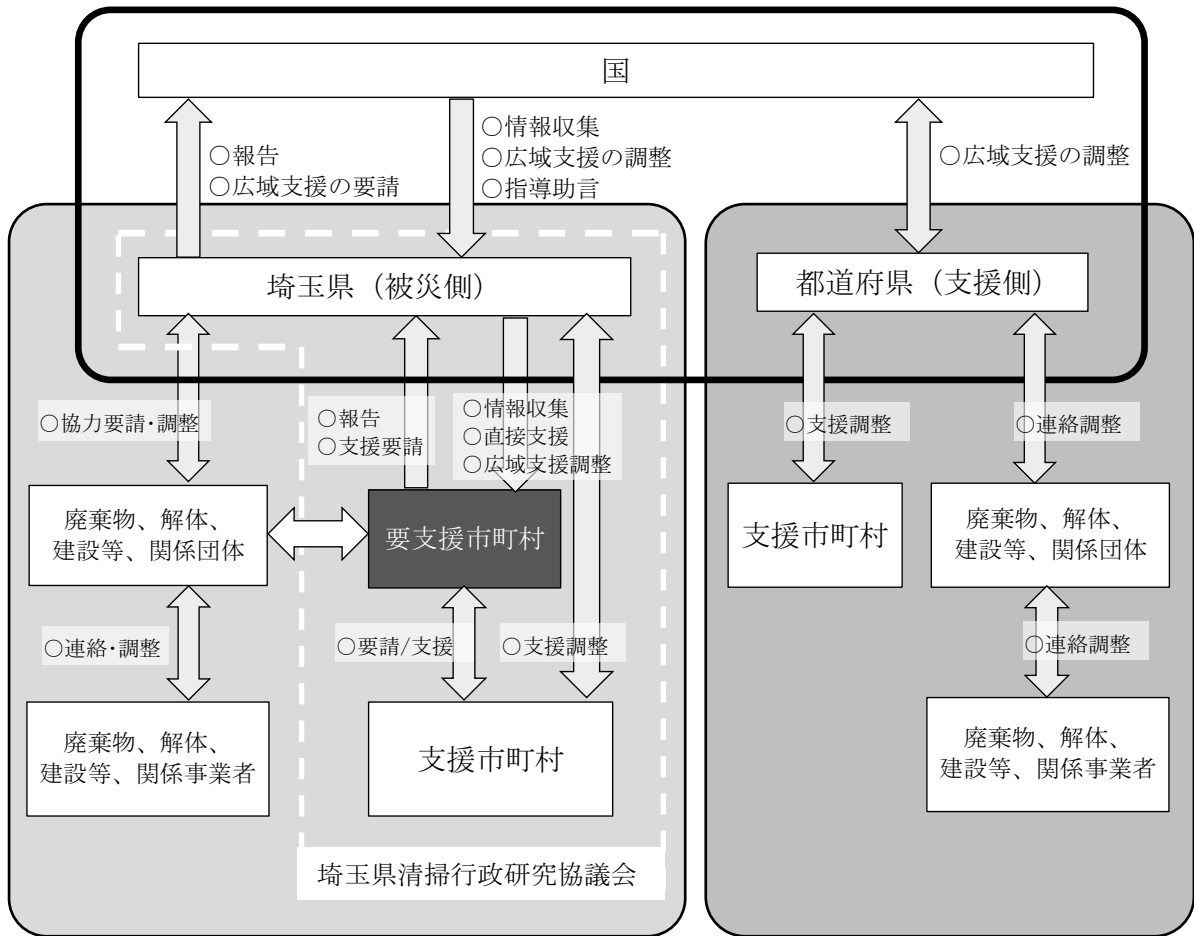 国
○報告
○広域支援の要請
○情報収集
○広域支援の調整
○指導助言
○広域支援の調整
埼玉県（被災側）
都道府県（支援側）
○協力要請・調整
○報告
○支援要請
○情報収集
○直接支援
○広域支援調整
○支援調整
○連絡調整
廃棄物、解体、
建設等、関係団体
要支援市町村
支援市町村
廃棄物、解体、
建設等、関係団体
○連絡・調整
○要請/支援
○支援調整
○連絡調整
廃棄物、解体、
建設等、関係事業者
支援市町村
廃棄物、解体、
建設等、関係事業者
埼玉県清掃行政研究協議会